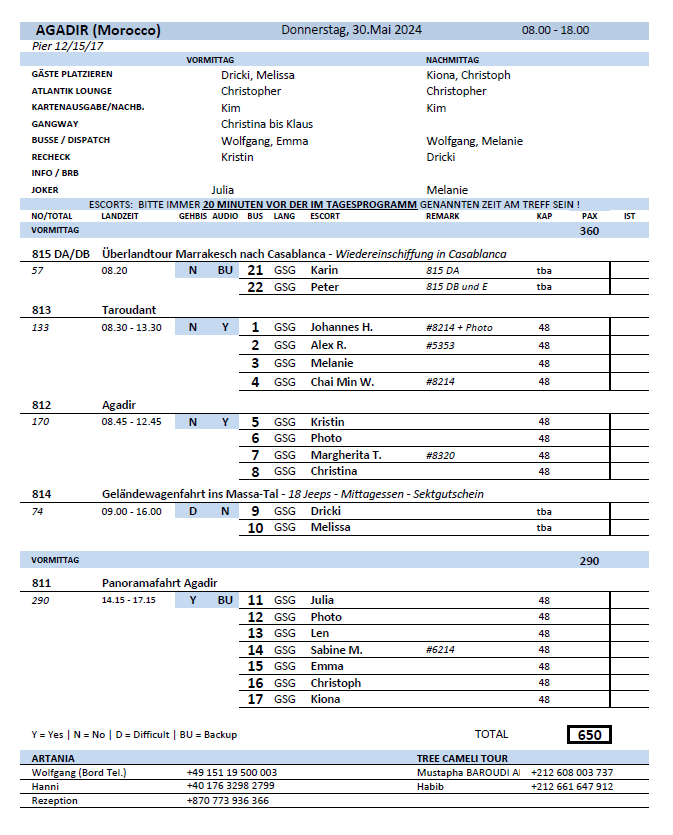 AGADIR (Morocco) Donnerstag, 30.Mai 2024 08.00 - 18.00
Pier 12/15/17
VORMITTAG NACHMITTAG
GÄSTE PLATZIEREN Dricki, Melissa Kiona, Christoph
ATLANTIK LOUNGE Christopher Christopher
KARTENAUSGABE/NACHB. Kim Kim
GANGWAY Christina bis Klaus
BUSSE / DISPATCH Wolfgang, Emma Wolfgang, Melanie
RECHECK Kristin Dricki
INFO / BRB
JOKER Julia Melanie
ESCORTS: BITTE IMMER 20 MINUTEN VOR DER IM TAGESPROGRAMM GENANNTEN ZEIT AM TREFF SEIN !
NO/TOTAL LANDZEIT GEHBIS AUDIO BUS LANG ESCORT REMARK KAP PAX IST
VORMITTAG 360
815 DA/DB Überlandtour Marrakesch nach Casablanca - Wiedereinschiffung in Casablanca
57 08.20 N BU 21 GSG Karin 815 DA tba
22 GSG Peter 815 DB und E tba
813 Taroudant
133 08.30 - 13.30 N Y 1 GSG Johannes H. #8214 + Photo 48
2 GSG Alex R. #5353 48
3 GSG Melanie 48
4 GSG Chai Min W. #8214 48
812 Agadir
170 08.45 - 12.45 N Y 5 GSG Kristin 48
6 GSG Photo 48
7 GSG Margherita T. #8320 48
8 GSG Christina 48
814 Geländewagenfahrt ins Massa-Tal - 18 Jeeps - Mittagessen - Sektgutschein
74 09.00 - 16.00 D N 9 GSG Dricki tba
10 GSG Melissa tba
VORMITTAG 290
811 Panoramafahrt Agadir
290 14.15 - 17.15 Y BU 11 GSG Julia 48
12 GSG Photo 48
13 GSG Len 48
14 GSG Sabine M. #6214 48
15 GSG Emma 48
16 GSG Christoph 48
17 GSG Kiona 48
Y = Yes | N = No | D = Difficult | BU = Backup TOTAL 650
ARTANIA TREE CAMELI TOUR
Wolfgang (Bord Tel.) +49 151 19 500 003 Mustapha BAROUDI Al +212 608 003 737
Hanni +40 176 3298 2799 Habib +212 661 647 912
Rezeption +870 773 936 366